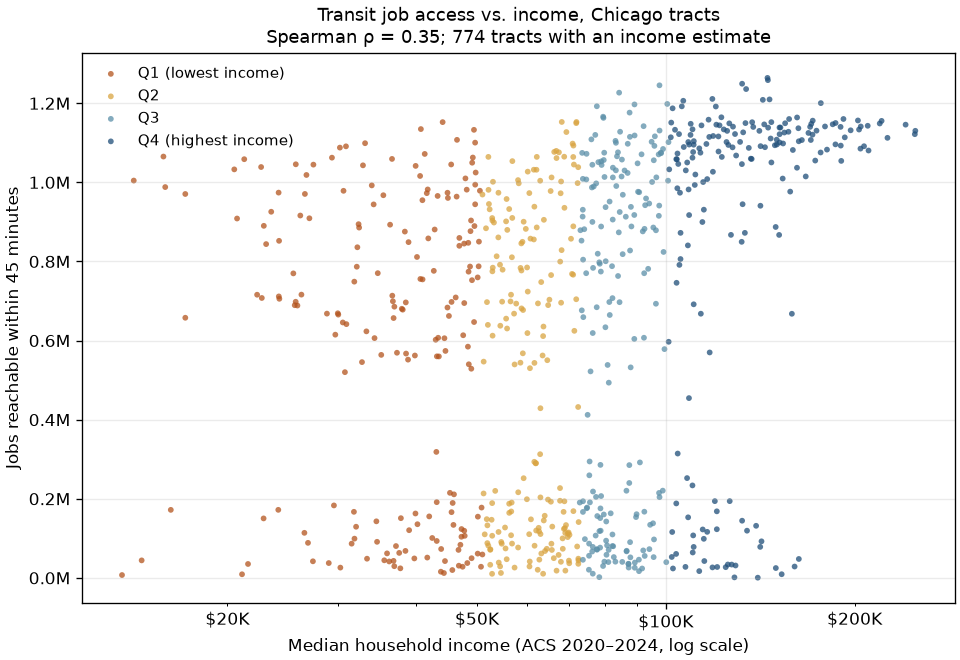 Transit job access vs. income, Chicago tracts
Spearman ρ = 0.35; 774 tracts with an income estimate
Q1 (lowest income)
Q2
Q3
Q4 (highest income)
1.2M
1.0M
0.8M
0.6M
0.4M
0.2M
0.0M
Jobs reachable within 45 minutes
$20K
$50K
$100K
$200K
Median household income (ACS 2020–2024, log scale)